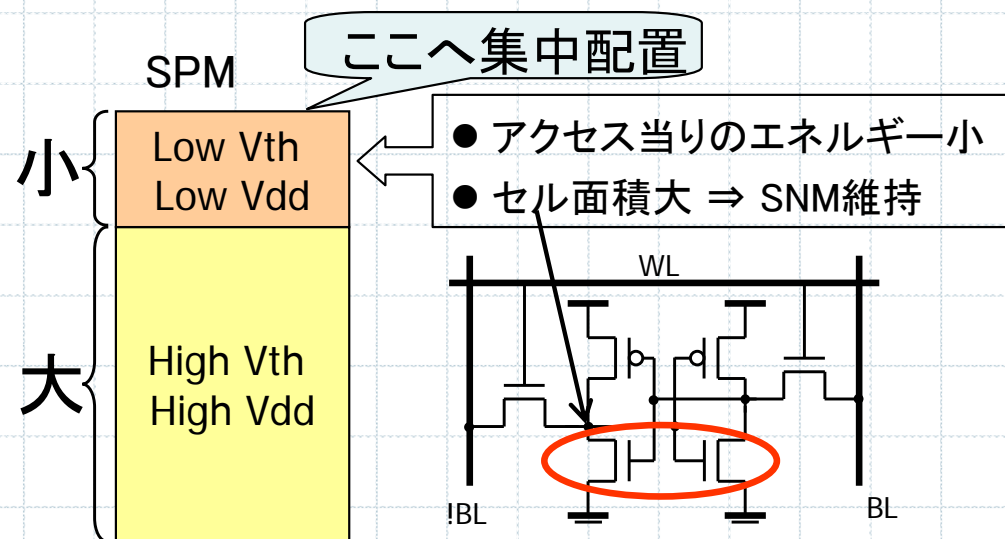 ここへ集中配置
SPM
小
Low Vth
Low Vdd
● アクセス当りのエネルギー小
● セル面積大 ⇒ SNM維持
大
High Vth
High Vdd
WL
!BL
BL